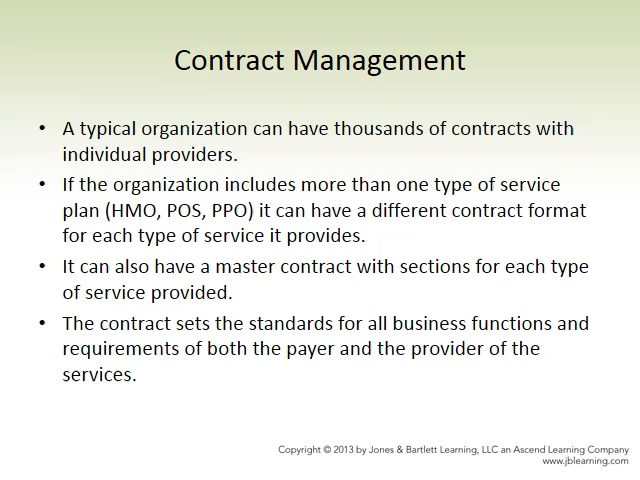 Contract Management
• A typical organization can have thousands of contracts with
individual providers.
• If the organization includes more than one type of service
plan (HMO, POS, PPO) it can have a different contract format
for each type of service it provides.
• It can also have a master contract with sections for each type
of service provided.
• The contract sets the standards for all business functions and
requirements of both the payer and the provider of the
services.
Copyright © 2013 by Jones & Bartlett Learning, LLC an Ascend Learning Company
www.jblearning.com